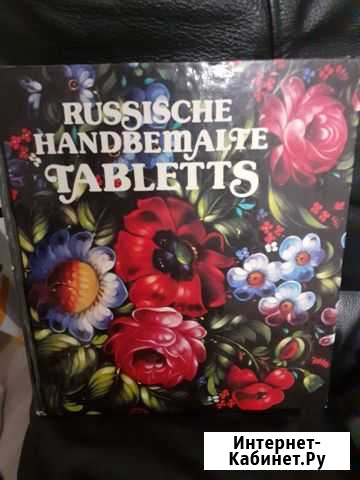 RUSSISCHE
HANDBEMALTE
TABLETTS
Интернет-
Кабинет.Ру